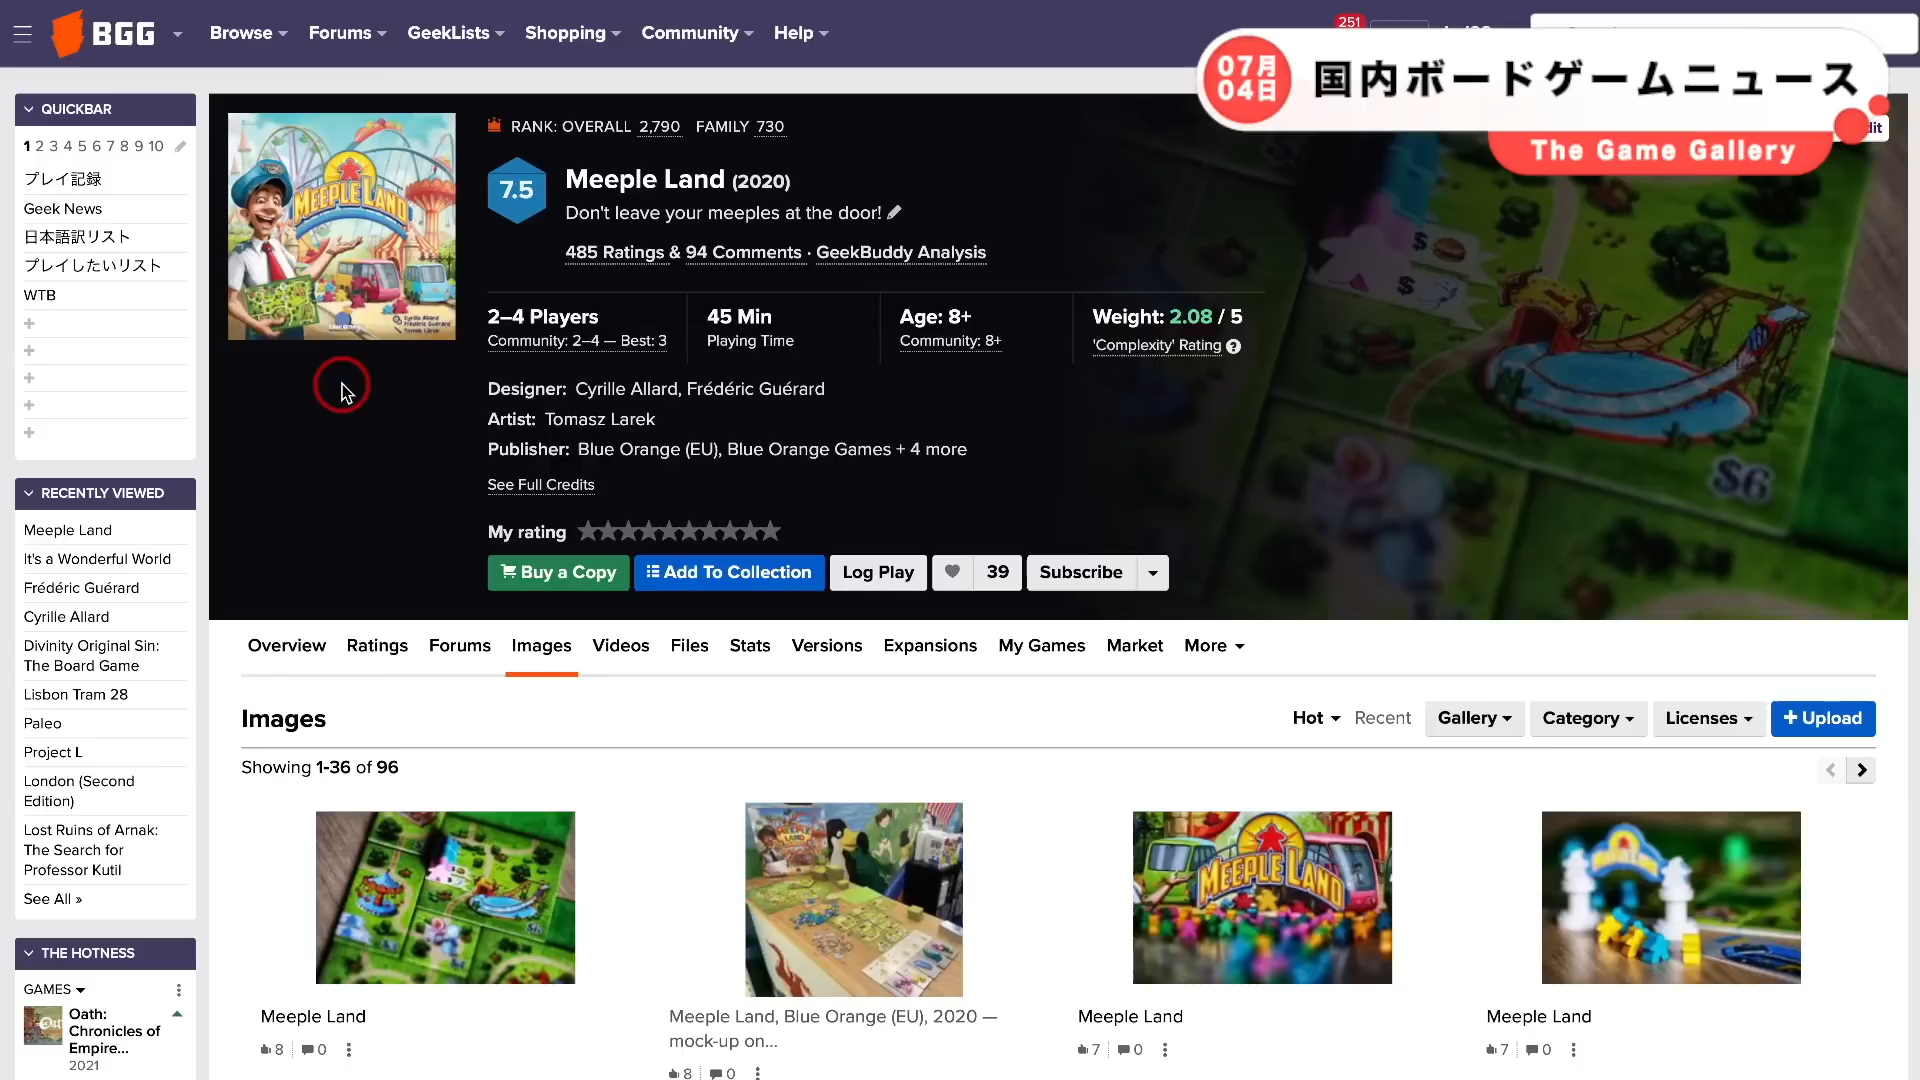 BGG
Browse Forums GeekLists Shopping Community Help
251
07月
04日
国内ボードゲームニュース
The Game Gallery
QUICKBAR
1 2 3 4 5 6 7 8 9 10
プレイ記録
Geek News
日本語訳リスト
プレイしたいリスト
WTB
MEEPLE LAND
RANK: OVERALL 2,790 FAMILY 730
7.5
Meeple Land (2020)
Don't leave your meeples at the door!
485 Ratings & 94 Comments · GeekBuddy Analysis
2–4 Players
Community: 2–4 — Best: 3
45 Min
Playing Time
Age: 8+
Community: 8+
Weight: 2.08 / 5
'Complexity' Rating
Designer: Cyrille Allard, Frédéric Guérard
Artist: Tomasz Larek
Publisher: Blue Orange (EU), Blue Orange Games + 4 more
See Full Credits
My rating
Buy a Copy Add To Collection Log Play 39 Subscribe
$6
RECENTLY VIEWED
Meeple Land
It's a Wonderful World
Frédéric Guérard
Cyrille Allard
Divinity Original Sin:
The Board Game
Lisbon Tram 28
Paleo
Project L
London (Second
Edition)
Lost Ruins of Arnak:
The Search for
Professor Kutil
See All »
THE HOTNESS
GAMES
Oath:
Chronicles of
Empire...
2021
Overview Ratings Forums Images Videos Files Stats Versions Expansions My Games Market More
Images
Hot Recent Gallery Category Licenses + Upload
Showing 1-36 of 96
MEEPLE LAND
Meeple Land
8 0
Meeple Land, Blue Orange (EU), 2020 —
mock-up on...
8 0
Meeple Land
7 0
Meeple Land
7 0